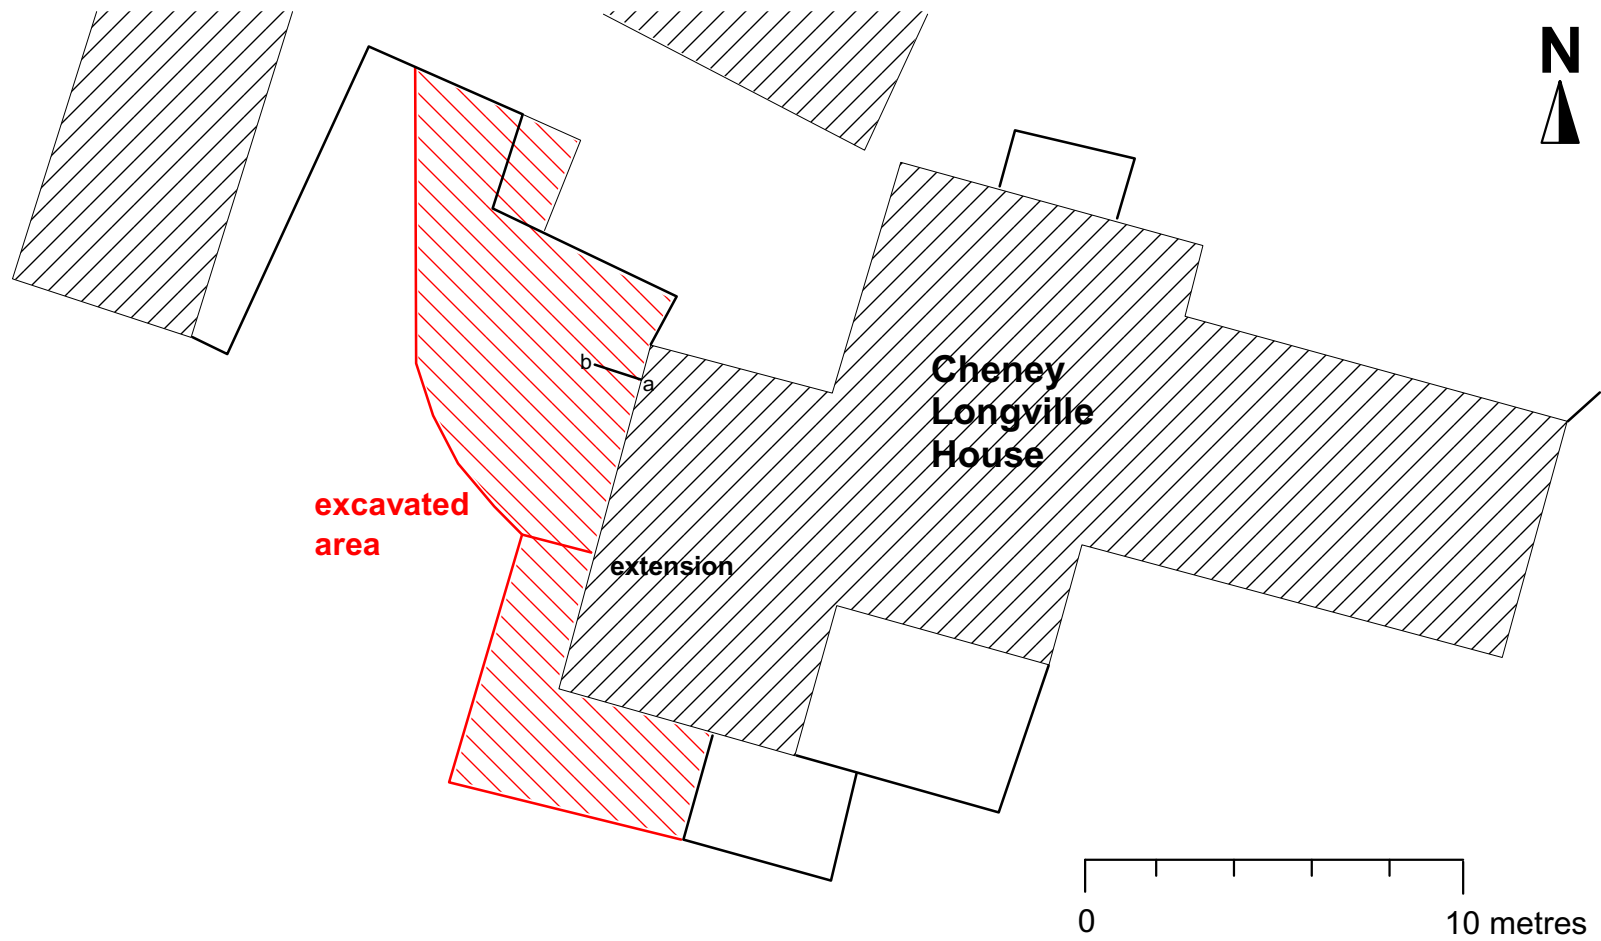 N
Cheney
Longville
House
b
a
excavated
area
extension
0
10 metres